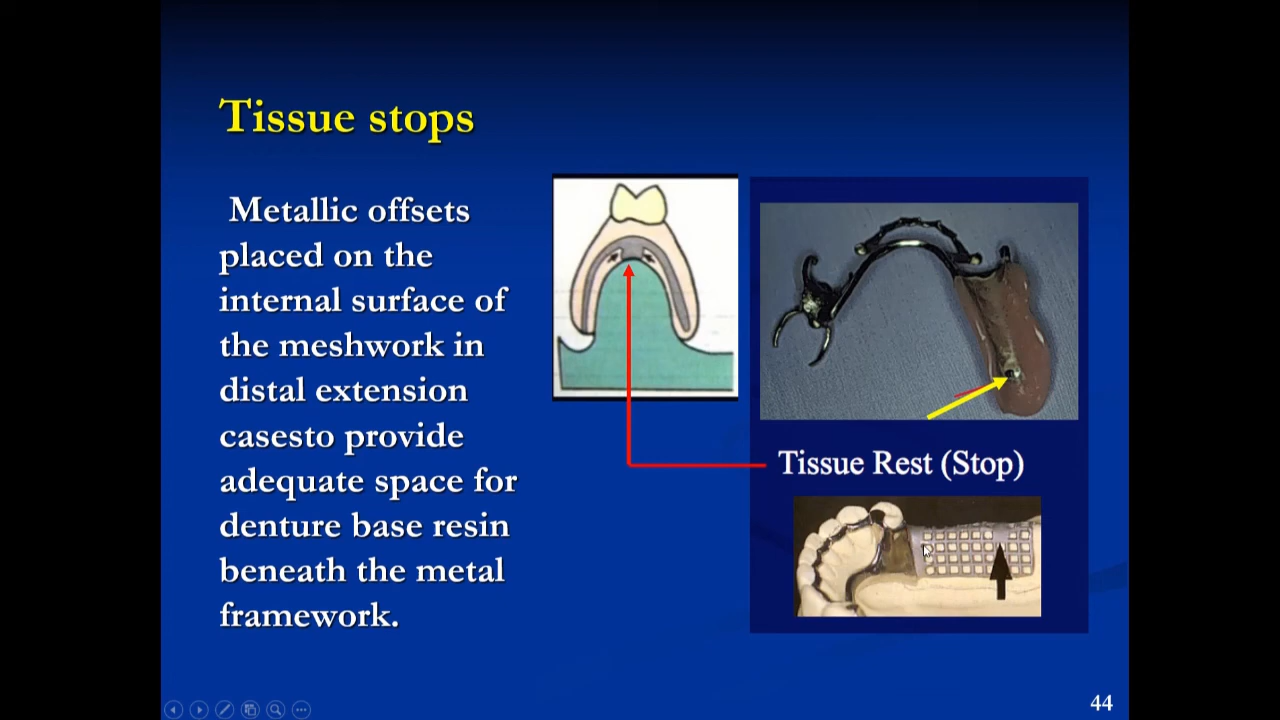 Tissue stops
Metallic offsets
placed on the
internal surface of
the meshwork in
distal extension
casesto provide
adequate space for
denture base resin
beneath the metal
framework.
Tissue Rest (Stop)
44